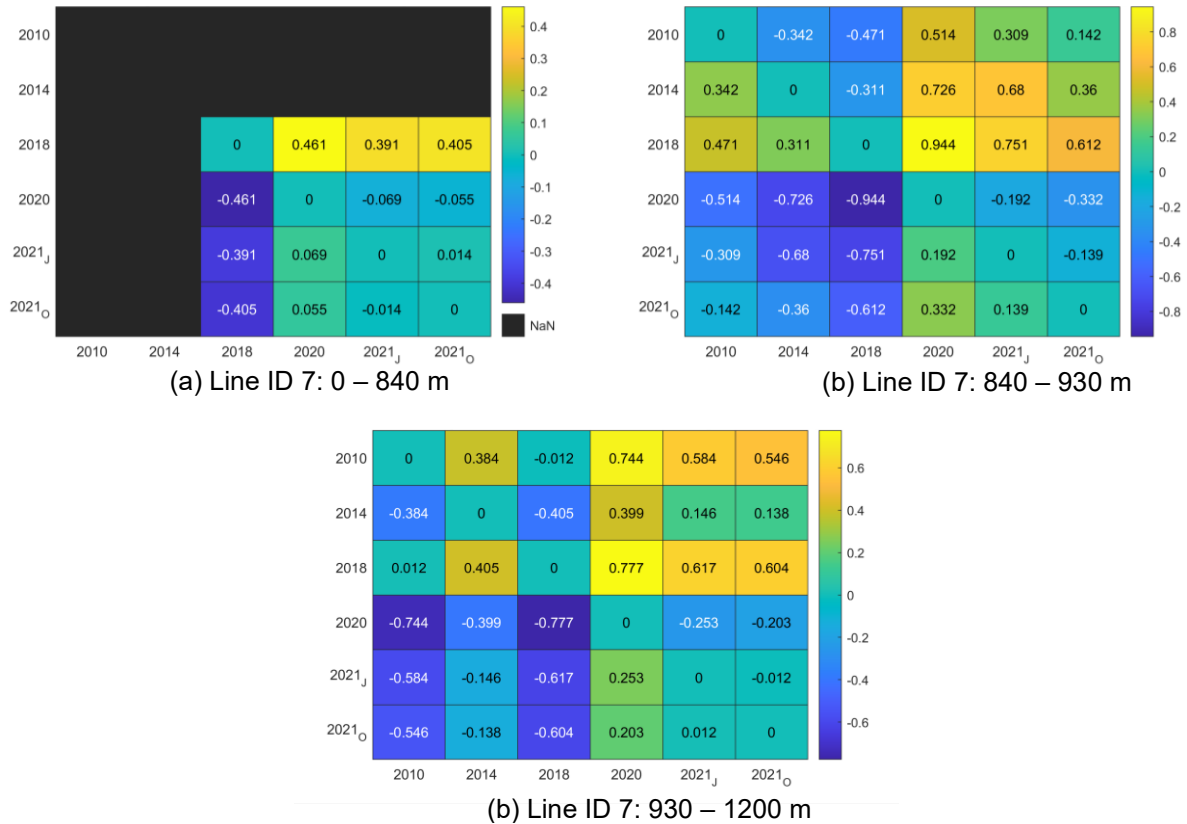 2010
2014
2018 0 0.461 0.391 0.405
2020 -0.461 0 -0.069 -0.055
2021J -0.391 0.069 0 0.014
2021O -0.405 0.055 -0.014 0
2010 2014 2018 2020 2021J 2021O
0.4
0.3
0.2
0.1
0
-0.1
-0.2
-0.3
-0.4
NaN
(a) Line ID 7: 0 – 840 m
2010 0 -0.342 -0.471 0.514 0.309 0.142
2014 0.342 0 -0.311 0.726 0.68 0.36
2018 0.471 0.311 0 0.944 0.751 0.612
2020 -0.514 -0.726 -0.944 0 -0.192 -0.332
2021J -0.309 -0.68 -0.751 0.192 0 -0.139
2021O -0.142 -0.36 -0.612 0.332 0.139 0
2010 2014 2018 2020 2021J 2021O
0.8
0.6
0.4
0.2
0
-0.2
-0.4
-0.6
-0.8
(b) Line ID 7: 840 – 930 m
2010 0 0.384 -0.012 0.744 0.584 0.546
2014 -0.384 0 -0.405 0.399 0.146 0.138
2018 0.012 0.405 0 0.777 0.617 0.604
2020 -0.744 -0.399 -0.777 0 -0.253 -0.203
2021J -0.584 -0.146 -0.617 0.253 0 -0.012
2021O -0.546 -0.138 -0.604 0.203 0.012 0
2010 2014 2018 2020 2021J 2021O
0.6
0.4
0.2
0
-0.2
-0.4
-0.6
(b) Line ID 7: 930 – 1200 m